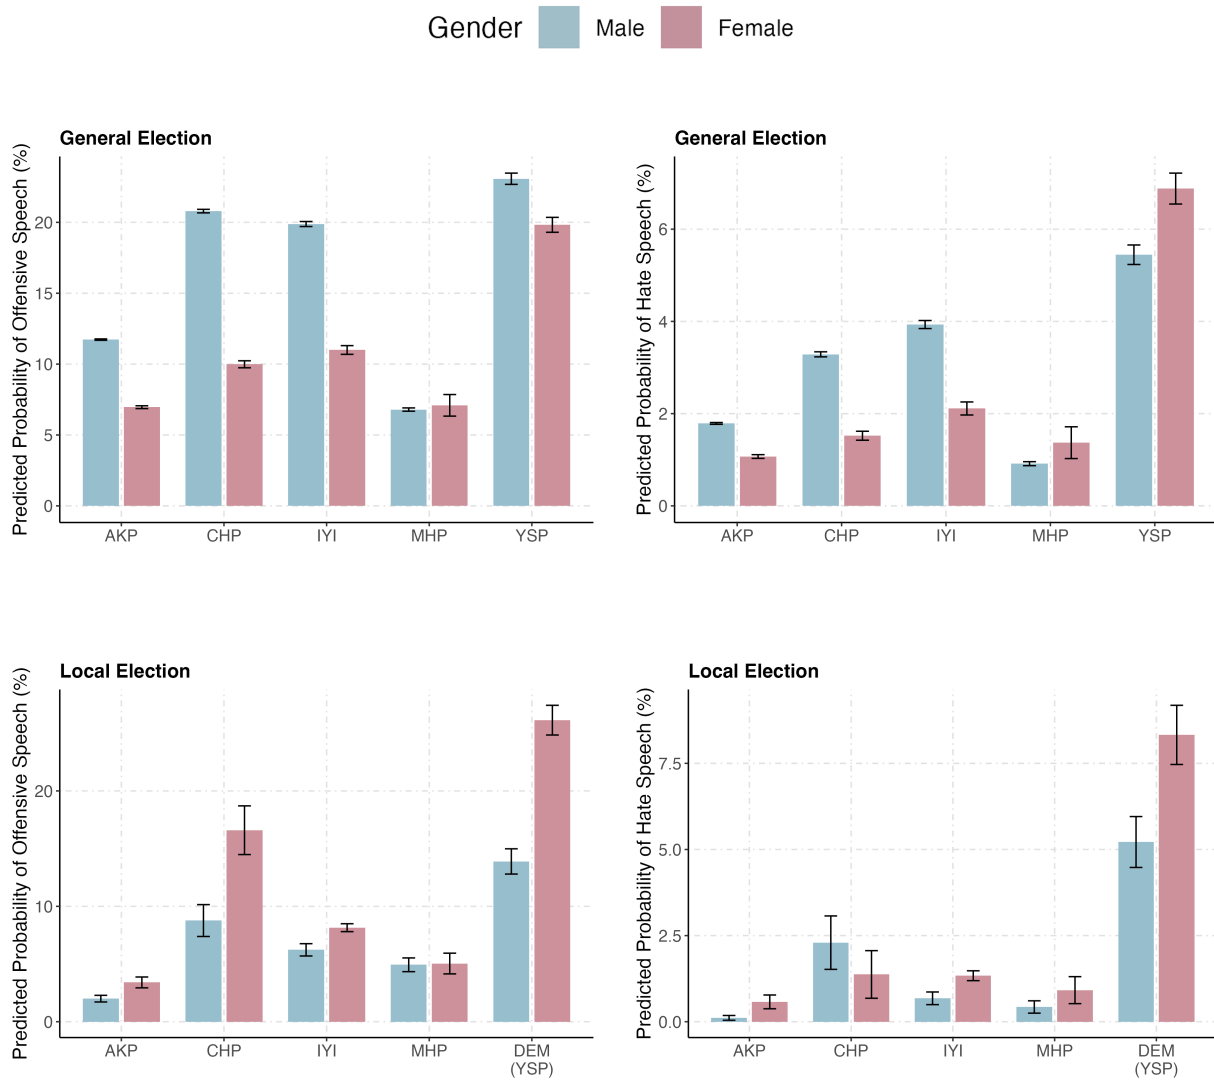 Gender Male Female
General Election
Predicted Probability of Offensive Speech (%)
20
15
10
5
0
AKP CHP IYI MHP YSP
General Election
Predicted Probability of Hate Speech (%)
6
4
2
0
AKP CHP IYI MHP YSP
Local Election
Predicted Probability of Offensive Speech (%)
20
10
0
AKP CHP IYI MHP DEM
(YSP)
Local Election
Predicted Probability of Hate Speech (%)
7.5
5.0
2.5
0.0
AKP CHP IYI MHP DEM
(YSP)